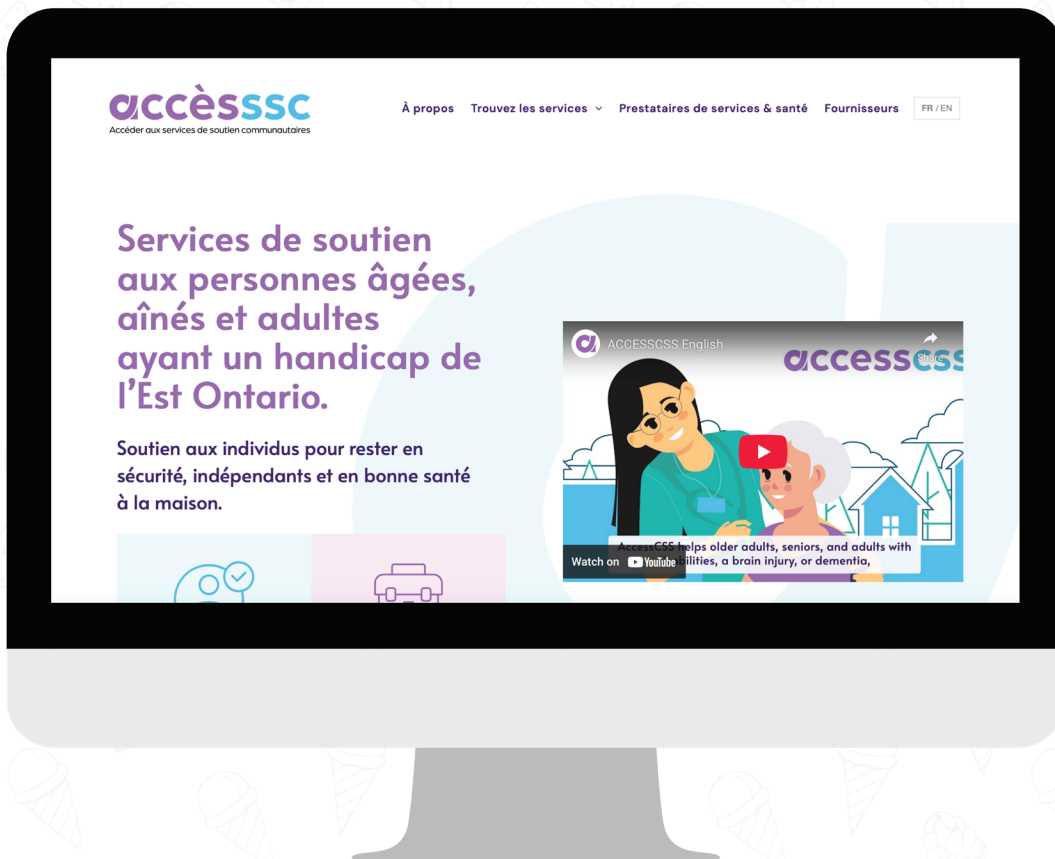 accèsssc
Accéder aux services de soutien communautaires
À propos Trouvez les services Prestataires de services & santé Fournisseurs FR / EN
Services de soutien
aux personnes âgées,
aînés et adultes
ayant un handicap de
l'Est Ontario.
Soutien aux individus pour rester en
sécurité, indépendants et en bonne santé
à la maison.
ACCESSCSS English
accesscss
Share
AccessCSS helps older adults, seniors, and adults with
bilities, a brain injury, or dementia,
Watch on YouTube